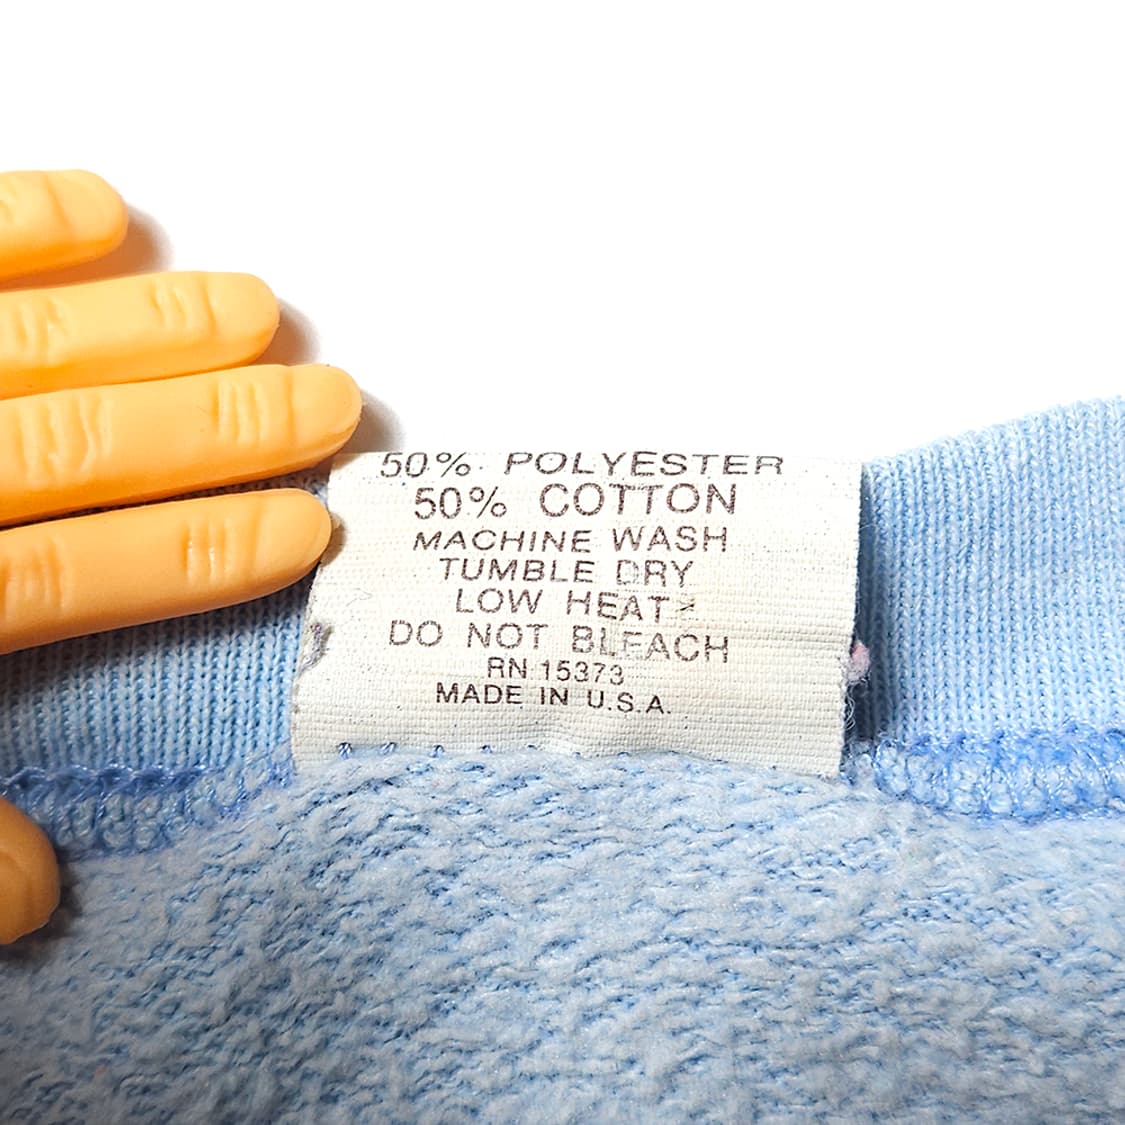 50% POLYESTER
50% COTTON
MACHINE WASH
TUMBLE DRY
LOW HEAT
DO NOT BLEACH
RN 15373
MADE IN U.S.A.